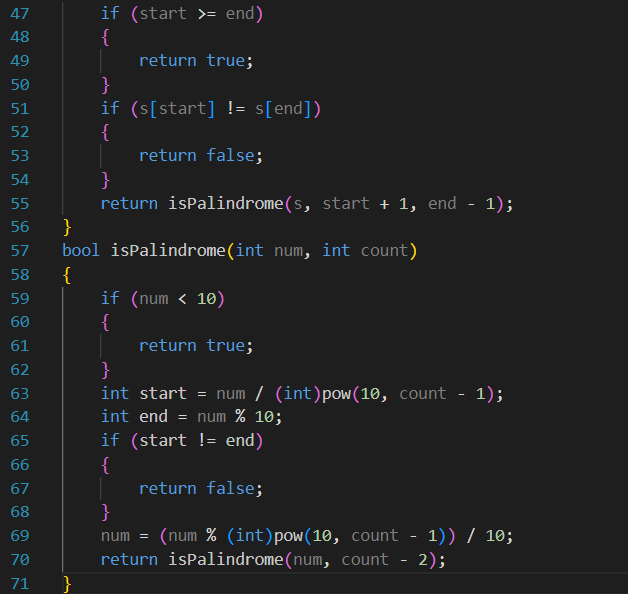 47 if (start >= end)
48 {
49 return true;
50 }
51 if (s[start] != s[end])
52 {
53 return false;
54 }
55 return isPalindrome(s, start + 1, end - 1);
56 }
57 bool isPalindrome(int num, int count)
58 {
59 if (num < 10)
60 {
61 return true;
62 }
63 int start = num / (int)pow(10, count - 1);
64 int end = num % 10;
65 if (start != end)
66 {
67 return false;
68 }
69 num = (num % (int)pow(10, count - 1)) / 10;
70 return isPalindrome(num, count - 2);
71 }